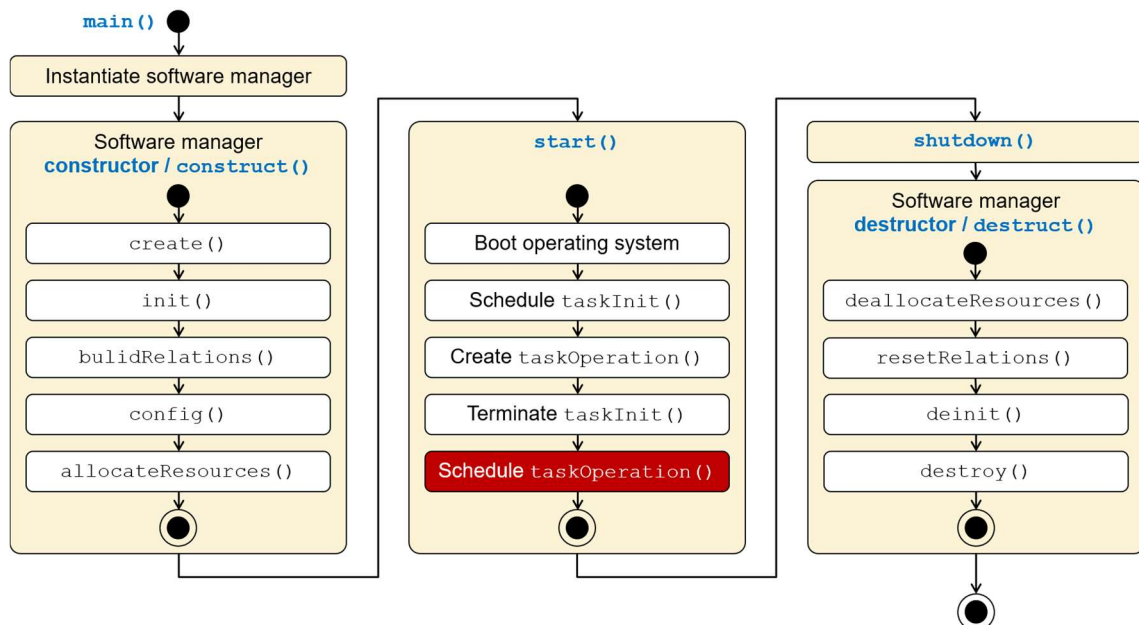 main()
Instantiate software manager
Software manager
constructor / construct()
create()
init()
bulidRelations()
config()
allocateResources()
start()
Boot operating system
Schedule taskInit()
Create taskOperation()
Terminate taskInit()
Schedule taskOperation()
shutdown()
Software manager
destructor / destruct()
deallocateResources()
resetRelations()
deinit()
destroy()